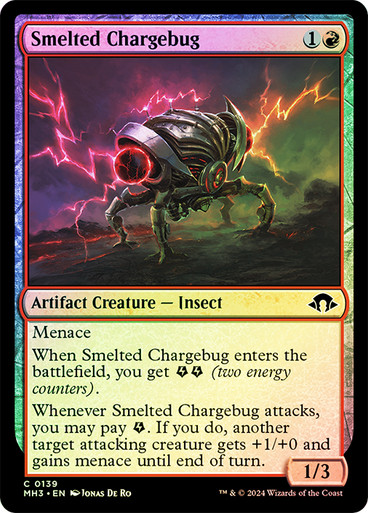 Smelted Chargebug 1
Artifact Creature — Insect
Menace
When Smelted Chargebug enters the
battlefield, you get (two energy
counters).
Whenever Smelted Chargebug attacks,
you may pay . If you do, another
target attacking creature gets +1/+0 and
gains menace until end of turn.
1/3
C 0139
MH3 • EN Jonas De Ro
™ & © 2024 Wizards of the Coast